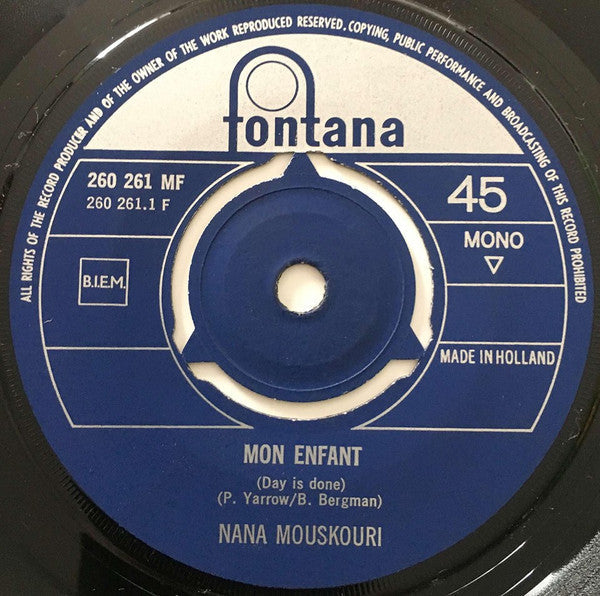 ALL RIGHTS OF THE RECORD PRODUCER AND OF THE OWNER OF THE WORK REPRODUCED RESERVED. COPYING, PUBLIC PERFORMANCE AND BROADCASTING OF THIS RECORD PROHIBITED
fontana
260 261 MF
260 261.1 F
45
MONO
B.I.E.M.
MADE IN HOLLAND
MON ENFANT
(Day is done)
(P. Yarrow/B. Bergman)
NANA MOUSKOURI